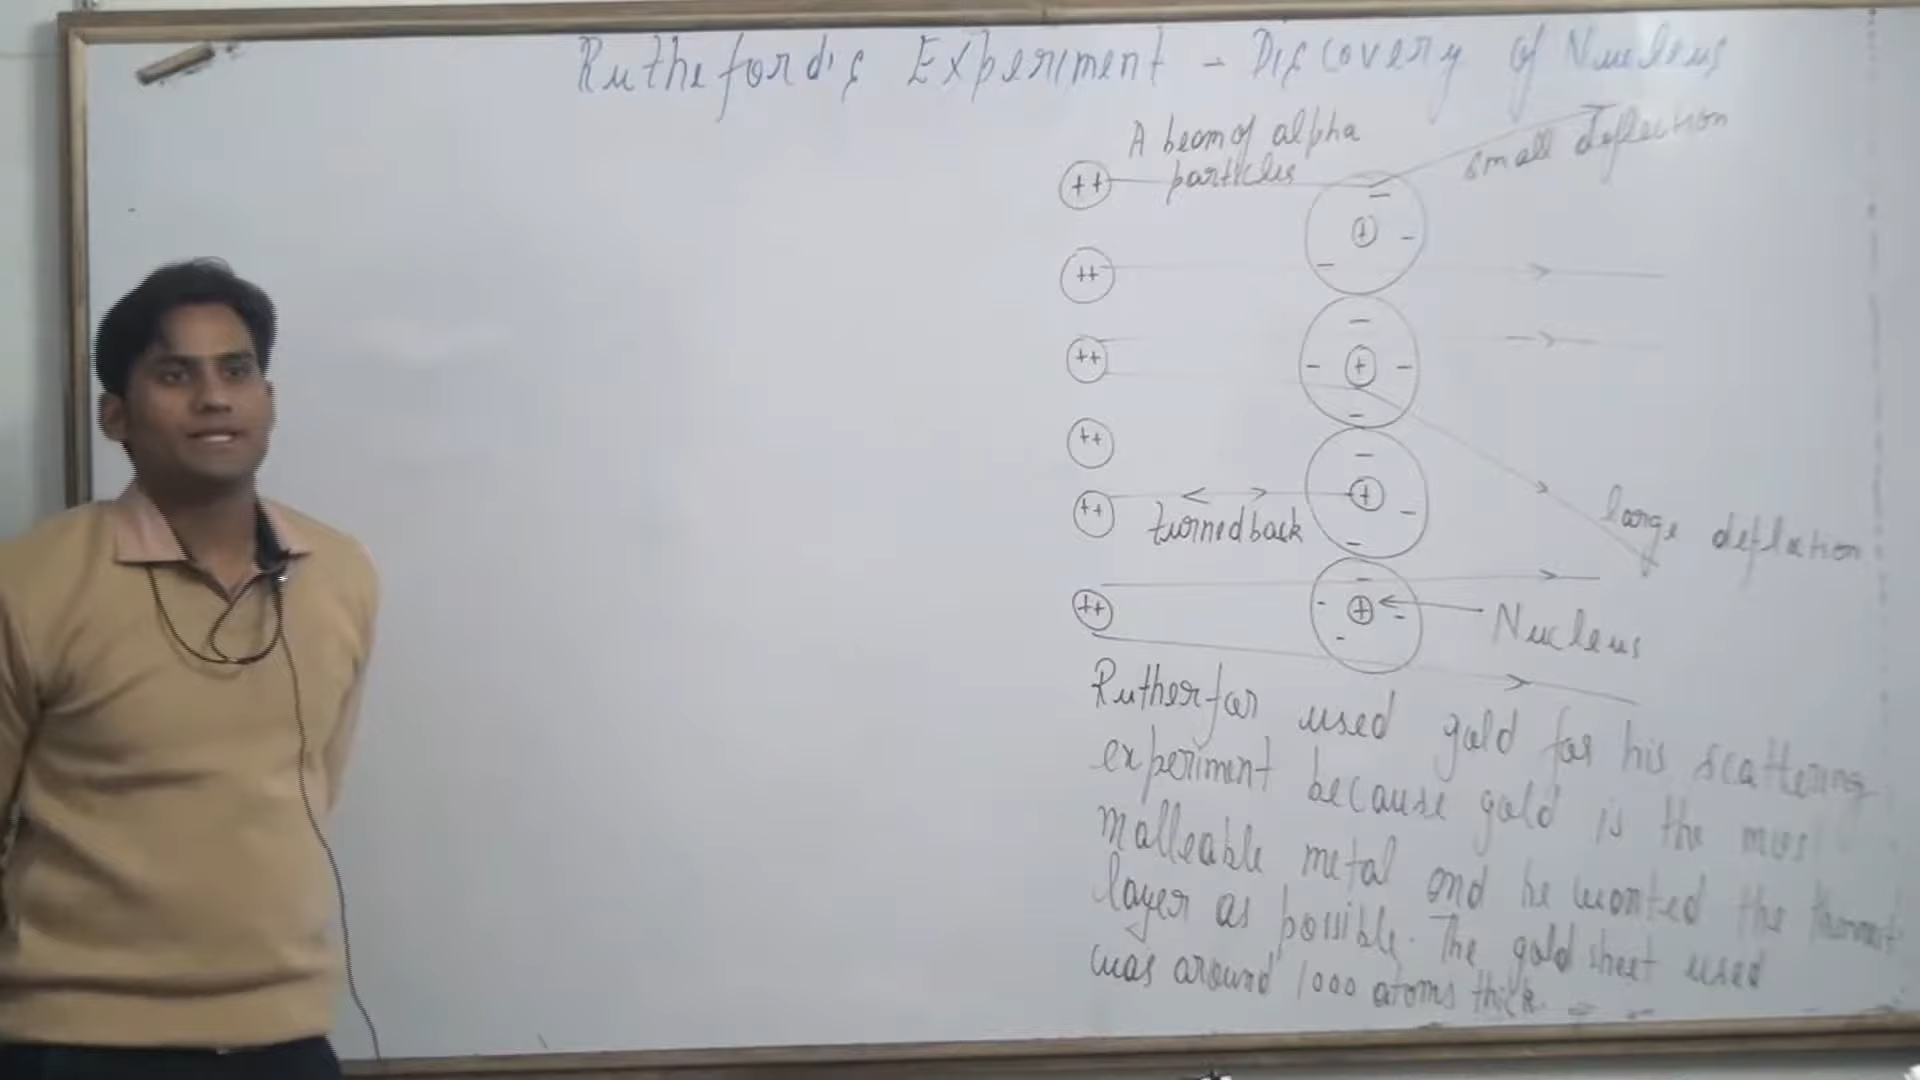 Rutheford's Experiment - Discovery of Nucleus
A beam of alpha
particles
small deflection
++
+
++
++
+
++
++
+
turned back
large deflection
++
+
Nucleus
Rutherfor used gold for his scattering
experiment because gold is the mos
malleable metal and he wanted the
layer as possible. The gold sheet used
was around 1000 atoms thick.